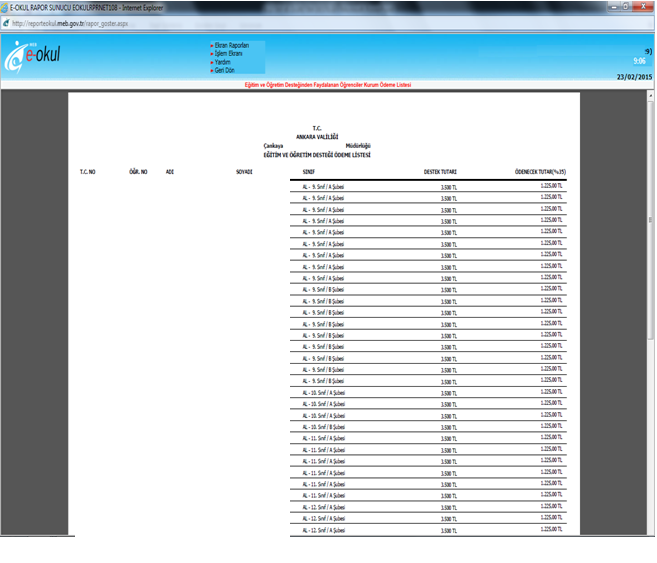 E-OKUL RAPOR SUNUCU EOKULRPRNET108 - Internet Explorer
http://reporteokul.meb.gov.tr/rapor_goster.aspx
MEB
e-okul
Ekran Raporları
İşlem Ekranı
Yardım
Geri Dön
:9)
9:06
23/02/2015
Eğitim ve Öğretim Desteğinden Faydalanan Öğrenciler Kurum Ödeme Listesi
T.C.
ANKARA VALİLİĞİ
Çankaya Müdürlüğü
EĞİTİM VE ÖĞRETİM DESTEĞİ ÖDEME LİSTESİ
T.C. NO ÖĞR. NO ADI SOYADI SINIF DESTEK TUTARI ÖDENECEK TUTAR(%35)
AL - 9. Sınıf / A Şubesi 3.500 TL 1.225,00 TL
AL - 9. Sınıf / A Şubesi 3.500 TL 1.225,00 TL
AL - 9. Sınıf / A Şubesi 3.500 TL 1.225,00 TL
AL - 9. Sınıf / A Şubesi 3.500 TL 1.225,00 TL
AL - 9. Sınıf / A Şubesi 3.500 TL 1.225,00 TL
AL - 9. Sınıf / A Şubesi 3.500 TL 1.225,00 TL
AL - 9. Sınıf / A Şubesi 3.500 TL 1.225,00 TL
AL - 9. Sınıf / A Şubesi 3.500 TL 1.225,00 TL
AL - 9. Sınıf / A Şubesi 3.500 TL 1.225,00 TL
AL - 9. Sınıf / B Şubesi 3.500 TL 1.225,00 TL
AL - 9. Sınıf / B Şubesi 3.500 TL 1.225,00 TL
AL - 9. Sınıf / B Şubesi 3.500 TL 1.225,00 TL
AL - 9. Sınıf / B Şubesi 3.500 TL 1.225,00 TL
AL - 9. Sınıf / B Şubesi 3.500 TL 1.225,00 TL
AL - 9. Sınıf / B Şubesi 3.500 TL 1.225,00 TL
AL - 9. Sınıf / B Şubesi 3.500 TL 1.225,00 TL
AL - 9. Sınıf / B Şubesi 3.500 TL 1.225,00 TL
AL - 9. Sınıf / B Şubesi 3.500 TL 1.225,00 TL
AL - 10. Sınıf / A Şubesi 3.500 TL 1.225,00 TL
AL - 10. Sınıf / A Şubesi 3.500 TL 1.225,00 TL
AL - 10. Sınıf / A Şubesi 3.500 TL 1.225,00 TL
AL - 10. Sınıf / B Şubesi 3.500 TL 1.225,00 TL
AL - 11. Sınıf / A Şubesi 3.500 TL 1.225,00 TL
AL - 11. Sınıf / A Şubesi 3.500 TL 1.225,00 TL
AL - 11. Sınıf / A Şubesi 3.500 TL 1.225,00 TL
AL - 11. Sınıf / A Şubesi 3.500 TL 1.225,00 TL
AL - 11. Sınıf / A Şubesi 3.500 TL 1.225,00 TL
AL - 11. Sınıf / A Şubesi 3.500 TL 1.225,00 TL
AL - 12. Sınıf / A Şubesi 3.500 TL 1.225,00 TL
AL - 12. Sınıf / A Şubesi 3.500 TL 1.225,00 TL
AL - 12. Sınıf / A Şubesi 3.500 TL 1.225,00 TL